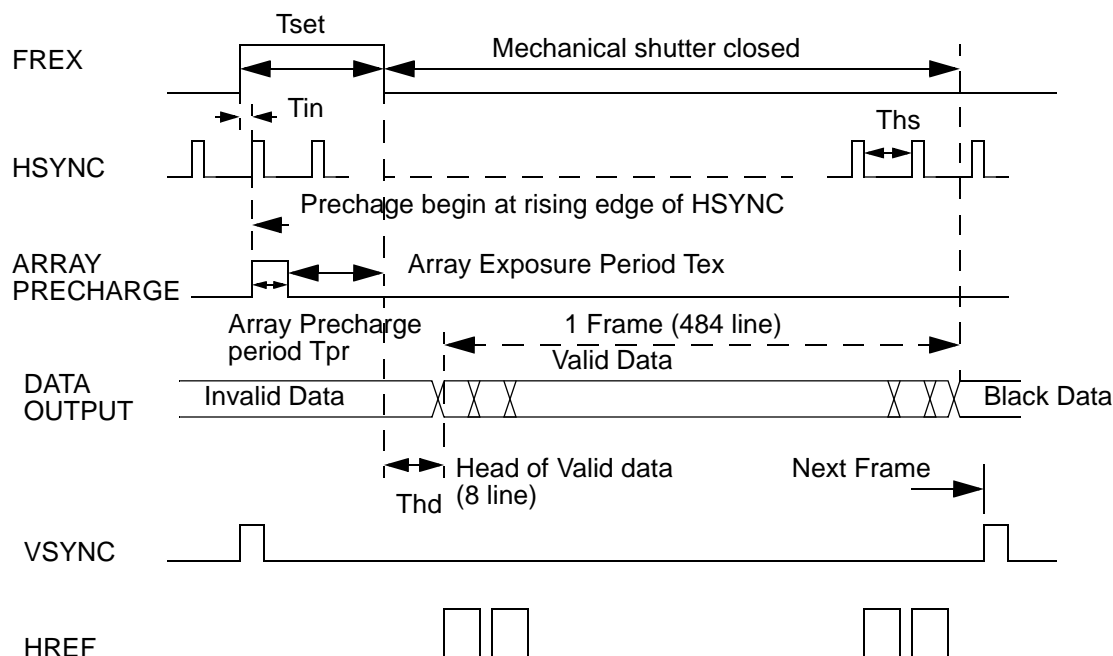 Tset
FREX
Mechanical shutter closed
Tin
Ths
HSYNC
Prechage begin at rising edge of HSYNC
ARRAY
PRECHARGE
Array Exposure Period Tex
Array Precharge
period Tpr
1 Frame (484 line)
Valid Data
DATA
OUTPUT
Invalid Data
Black Data
Head of Valid data
(8 line)
Thd
Next Frame
VSYNC
HREF